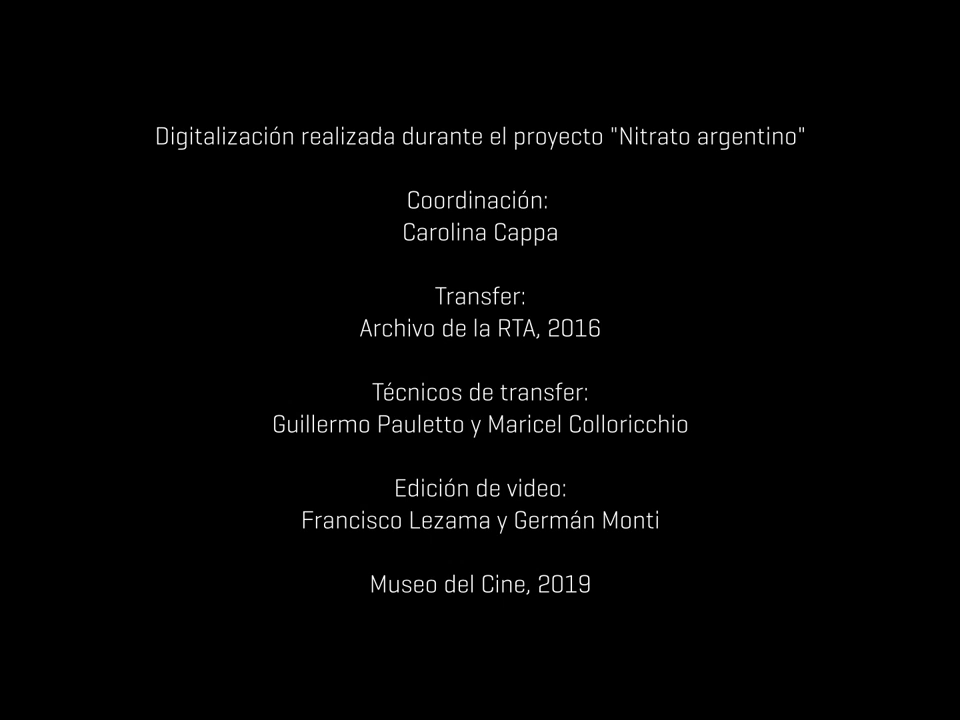 Digitalización realizada durante el proyecto "Nitrato argentino"
Coordinación:
Carolina Cappa
Transfer:
Archivo de la RTA, 2016
Técnicos de transfer:
Guillermo Pauletto y Maricel Colloricchio
Edición de video:
Francisco Lezama y Germán Monti
Museo del Cine, 2019